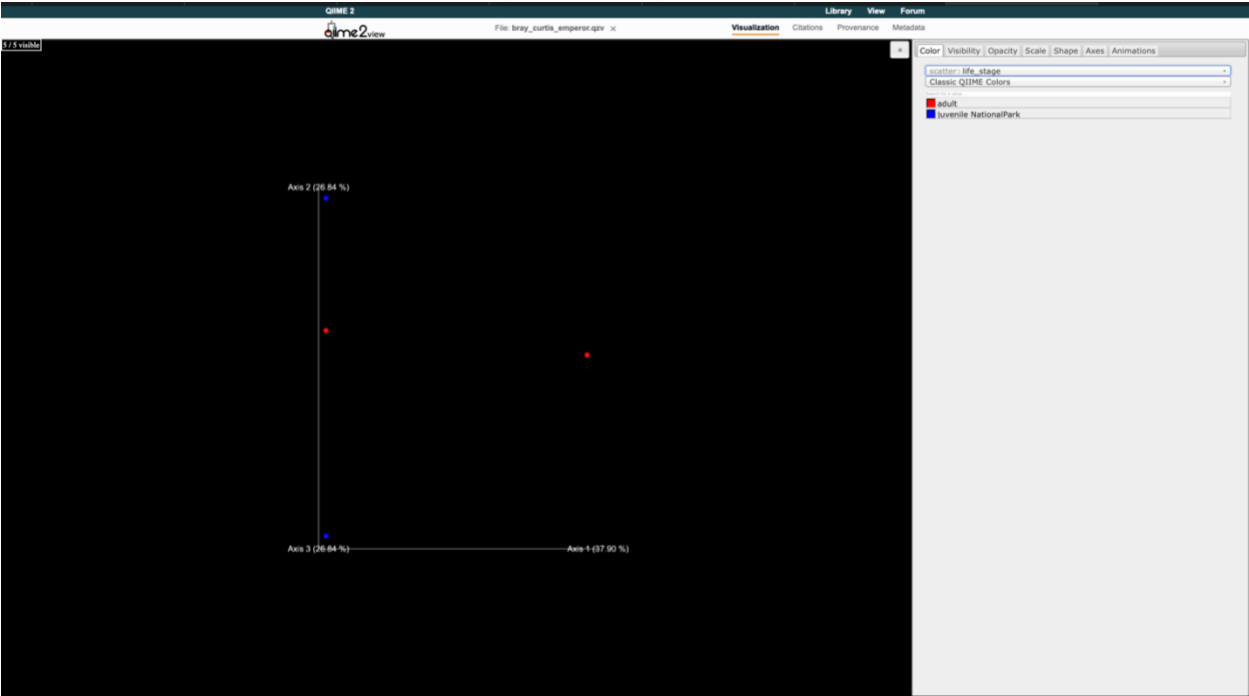 QIIME 2
Library View Forum
qiime2view
File: bray_curtis_emperor.qzv ×
Visualization Citations Provenance Metadata
5 / 5 visible
Color Visibility Opacity Scale Shape Axes Animations
scatter: life_stage
Classic QIIME Colors
adult
juvenile NationalPark
Axis 2 (26.84 %)
Axis 3 (26.84 %)
Axis 1 (37.90 %)